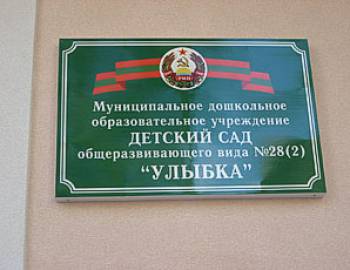 Муниципальное дошкольное
образовательное учреждение
ДЕТСКИЙ САД
общеразвивающего вида №28(2)
“УЛЫБКА”